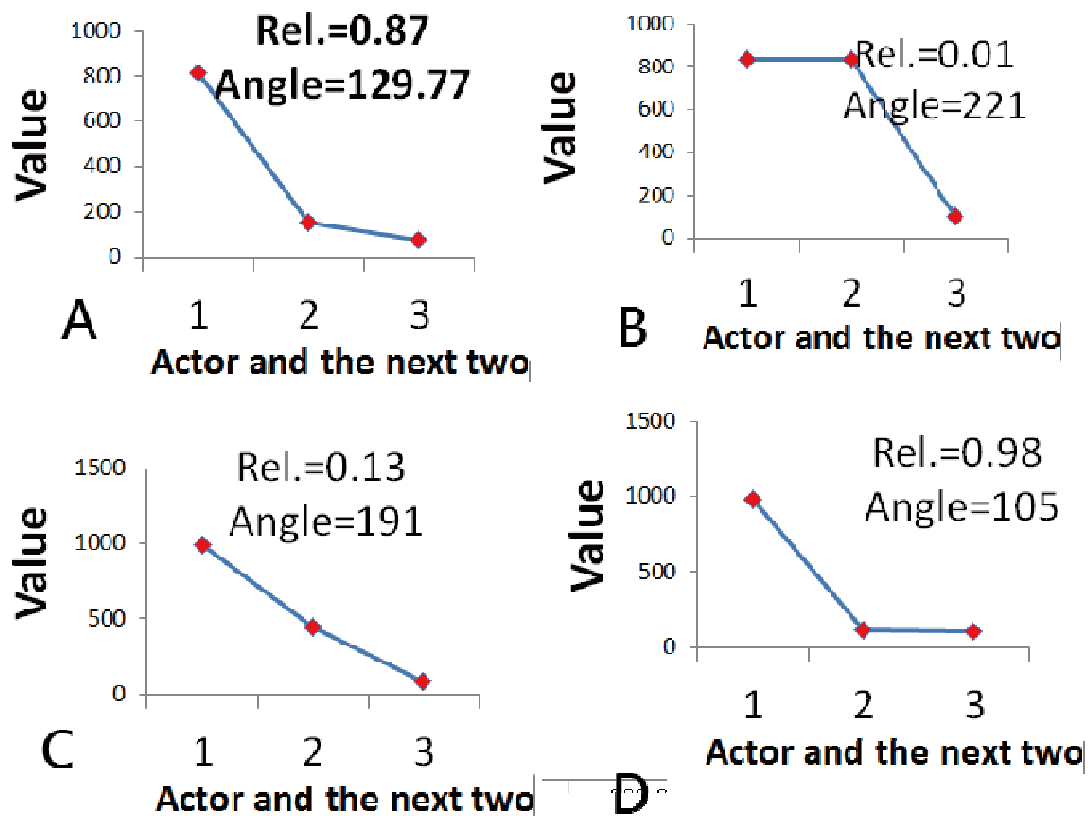 1000
800
600
400
200
0
Value
Rel.=0.87
Angle=129.77
1 2 3
A
Actor and the next two
1000
800
600
400
200
0
Value
Rel.=0.01
Angle=221
1 2 3
B
Actor and the next two
1500
1000
500
0
Value
Rel.=0.13
Angle=191
1 2 3
C
Actor and the next two
1500
1000
500
0
Value
Rel.=0.98
Angle=105
1 2 3
Actor and the next two
D